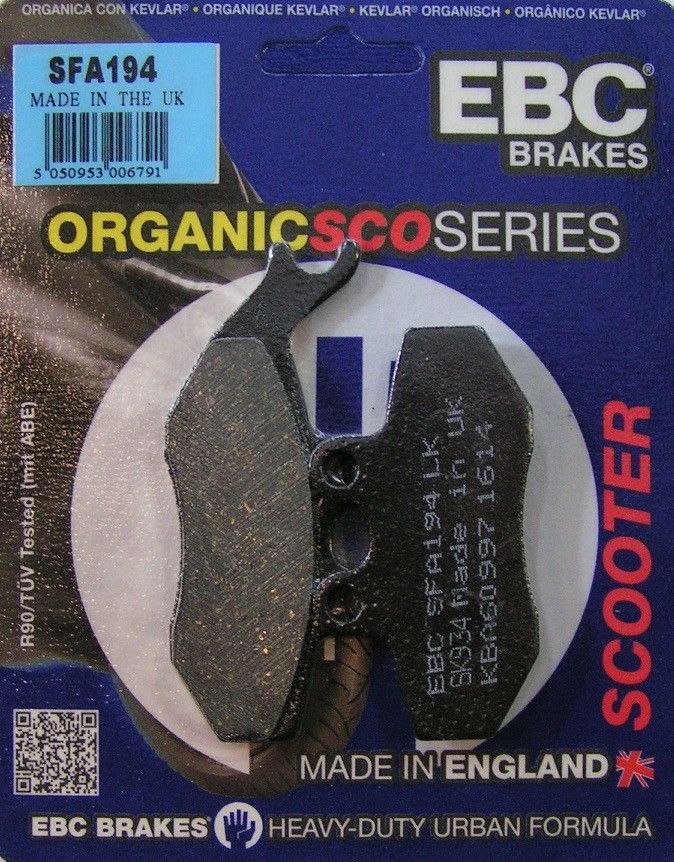 ORGANICA CON KEVLAR® • ORGANIQUE KEVLAR® • KEVLAR® ORGANISCH • ORGÂNICO KEVLAR®
SFA194
MADE IN THE UK
5 050953 006791
EBC®
BRAKES
ORGANICSCOSERIES
EBC SFA194 LK
SK934 Made in UK
KBA60997 1614
SCOOTER
R90/TÜV Tested (mit ABE)
MADE IN ENGLAND
EBC BRAKES® HEAVY-DUTY URBAN FORMULA